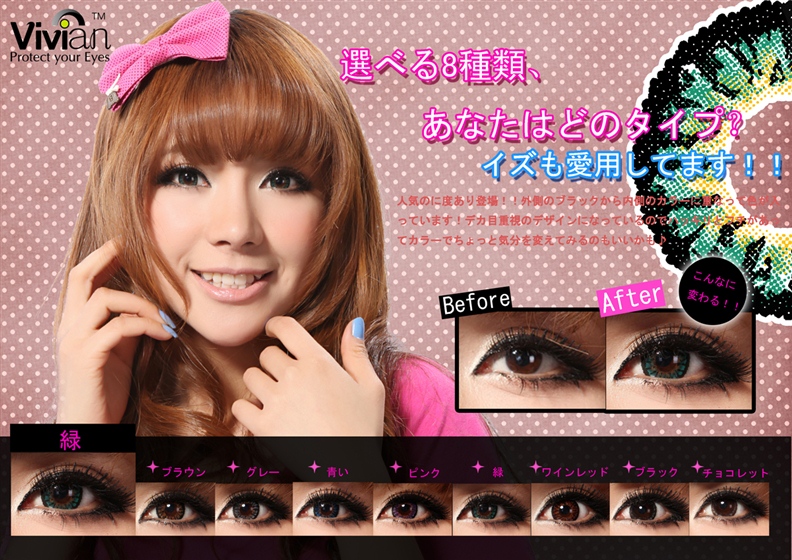 Vivian TM
Protect your Eyes
選べる8種類、
あなたはどのタイプ?
イズも愛用してます！！
人気のに度あり登場！！外側のブラックから内側のカラーに
っています！デカ目重視のデザインになっているので
てカラーでちょっと気分を変えてみるのもいいかも♪
こんなに
変わる！！
Before
After
緑
ブラウン
グレー
青い
ピンク
緑
ワインレッド
ブラック
チョコレット